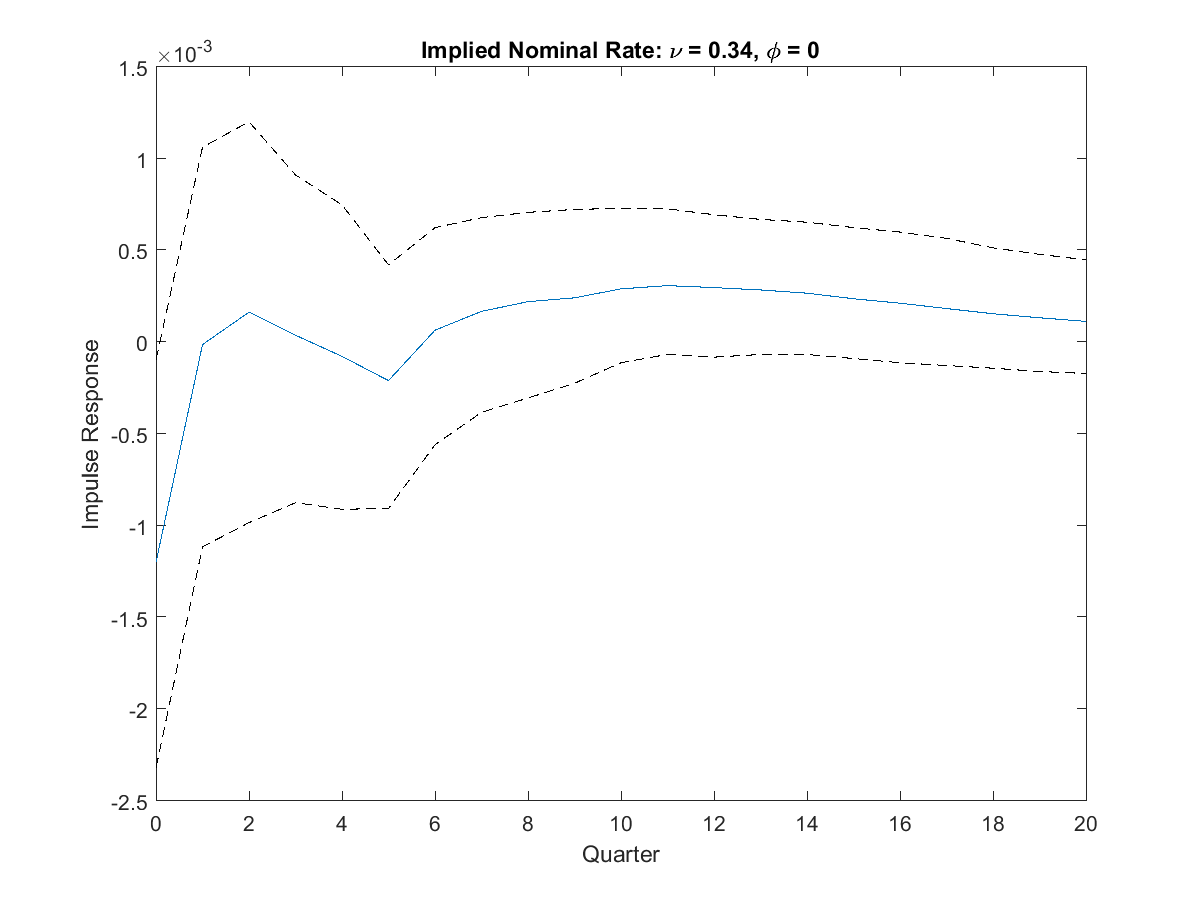 Implied Nominal Rate: ν = 0.34, ϕ = 0
×10-3
1.5
1
0.5
0
-0.5
-1
-1.5
-2
-2.5
Impulse Response
0 2 4 6 8 10 12 14 16 18 20
Quarter